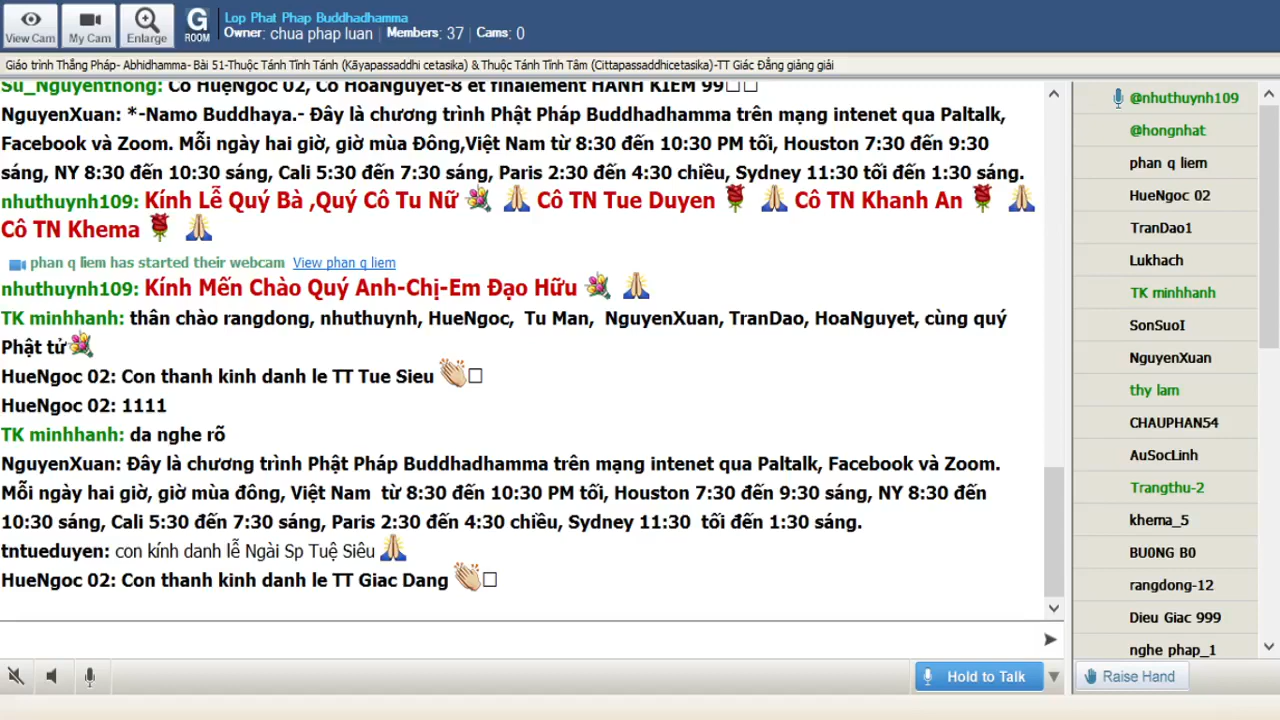 View Cam
My Cam
Enlarge
G ROOM
Lop Phat Phap Buddhadhamma
Owner: chua phap luan | Members: 37 | Cams: 0
Giáo trình Thắng Pháp- Abhidhamma- Bài 51-Thuộc Tánh Tĩnh Tánh (Kāyapassaddhi cetasika) & Thuộc Tánh Tĩnh Tâm (Cittapassaddhicetasika)-TT Giác Đẳng giảng giải
Su_Nguyenthong: Co HuẹNgoc 02, Co HoaNguyet-8 et finalement HANH KIEM 99
NguyenXuan: *-Namo Buddhaya.- Đây là chương trình Phật Pháp Buddhadhamma trên mạng intenet qua Paltalk,
Facebook và Zoom. Mỗi ngày hai giờ, giờ mùa Đông,Việt Nam từ 8:30 đến 10:30 PM tối, Houston 7:30 đến 9:30
sáng, NY 8:30 đến 10:30 sáng, Cali 5:30 đến 7:30 sáng, Paris 2:30 đến 4:30 chiều, Sydney 11:30 tối đến 1:30 sáng.
nhuthuynh109: Kính Lễ Quý Bà ,Quý Cô Tu Nữ 💐 🙏 Cô TN Tue Duyen 🌹 🙏 Cô TN Khanh An 🌹 🙏
Cô TN Khema 🌹 🙏
phan q liem has started their webcam View phan q liem
nhuthuynh109: Kính Mến Chào Quý Anh-Chị-Em Đạo Hữu 💐 🙏
TK minhhanh: thân chào rangdong, nhuthuynh, HueNgoc, Tu Man, NguyenXuan, TranDao, HoaNguyet, cùng quý
Phật tử 💐
HueNgoc 02: Con thanh kinh danh le TT Tue Sieu 👏
HueNgoc 02: 1111
TK minhhanh: da nghe rõ
NguyenXuan: Đây là chương trình Phật Pháp Buddhadhamma trên mạng intenet qua Paltalk, Facebook và Zoom.
Mỗi ngày hai giờ, giờ mùa đông, Việt Nam từ 8:30 đến 10:30 PM tối, Houston 7:30 đến 9:30 sáng, NY 8:30 đến
10:30 sáng, Cali 5:30 đến 7:30 sáng, Paris 2:30 đến 4:30 chiều, Sydney 11:30 tối đến 1:30 sáng.
tntueduyen: con kính danh lễ Ngài Sp Tuệ Siêu 🙏
HueNgoc 02: Con thanh kinh danh le TT Giac Dang 👏
@nhuthuynh109
@hongnhat
phan q liem
HueNgoc 02
TranDao1
Lukhach
TK minhhanh
SonSuoI
NguyenXuan
thy lam
CHAUPHAN54
AuSocLinh
Trangthu-2
khema_5
BU0NG B0
rangdong-12
Dieu Giac 999
nghe phap_1
Hold to Talk
Raise Hand